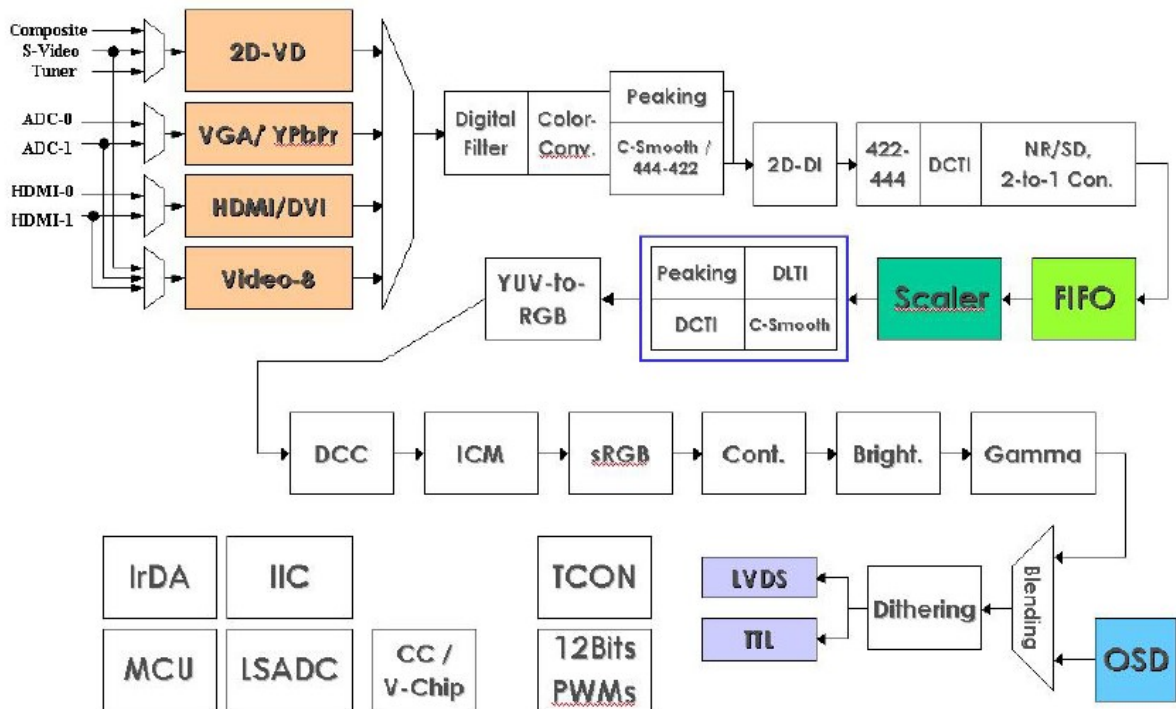 Composite
S-Video
Tuner
2D-VD
ADC-0
ADC-1
VGA/ YPbPr
HDMI-0
HDMI-1
HDMI/DVI
Video-8
Digital
Filter
Color-
Conv.
Peaking
C-Smooth /
444-422
2D-DI
422-
444
DCTI
NR/SD,
2-to-1 Con.
FIFO
Scaler
Peaking
DLTI
DCTI
C-Smooth
YUV-to-
RGB
DCC
ICM
sRGB
Cont.
Bright.
Gamma
Blending
OSD
Dithering
LVDS
TTL
IrDA
IIC
TCON
MCU
LSADC
CC /
V-Chip
12Bits
PWMs